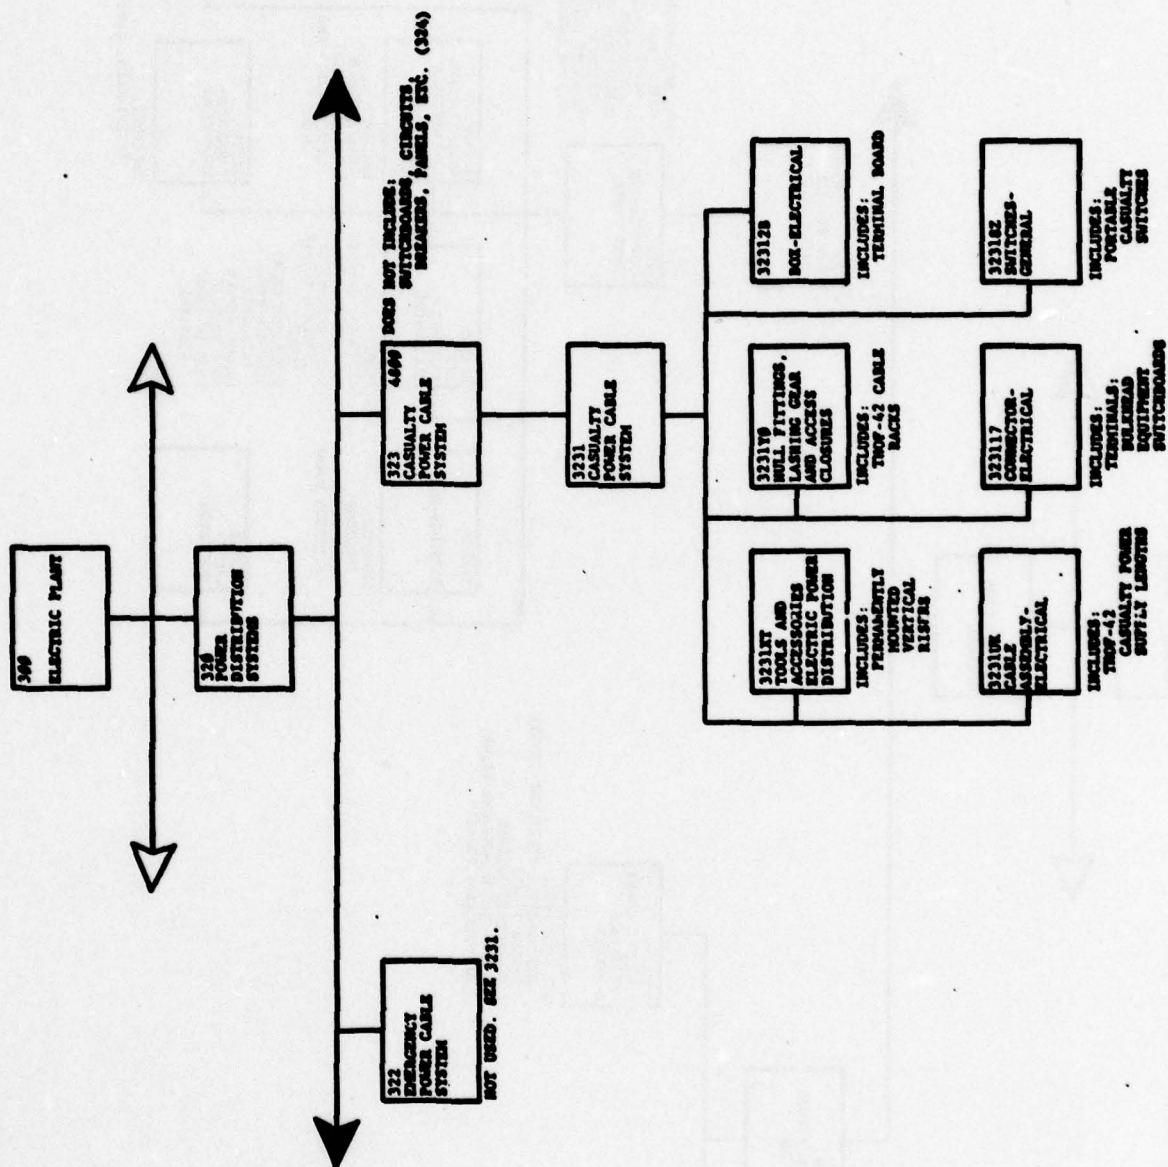 300
ELECTRIC PLANT
320
POWER
DISTRIBUTION
SYSTEMS
322
EMERGENCY
POWER CABLE
SYSTEM
NOT USED. SEE 3231.
323 4000
CASUALTY
POWER CABLE
SYSTEM
DOES NOT INCLUDE:
SWITCHBOARDS, CIRCUITS,
BREAKERS, PANELS, ETC. (324)
3231
CASUALTY
POWER CABLE
SYSTEM
3231ST
TOOLS AND
ACCESSORIES
ELECTRIC POWER
DISTRIBUTION
INCLUDES:
PERMANENTLY
MOUNTED
VERTICAL
RISERS
3231Y0
HULL FITTINGS,
LASHING GEAR
AND ACCESS
CLOSURES
INCLUDES:
THOF-42 CABLE
RACKS
32312B
BOX-ELECTRICAL
INCLUDES:
TERMINAL BOARD
3231UK
CABLE
ASSEMBLY-
ELECTRICAL
INCLUDES:
THOF-42
CASUALTY POWER
SUPPLY LENGTHS
323117
CONNECTOR-
ELECTRICAL
INCLUDES:
TERMINALS:
BULKHEAD
EQUIPMENT
SWITCHBOARDS
SWITCHES-
GENERAL
INCLUDES:
PORTABLE
CASUALTY
SWITCHES